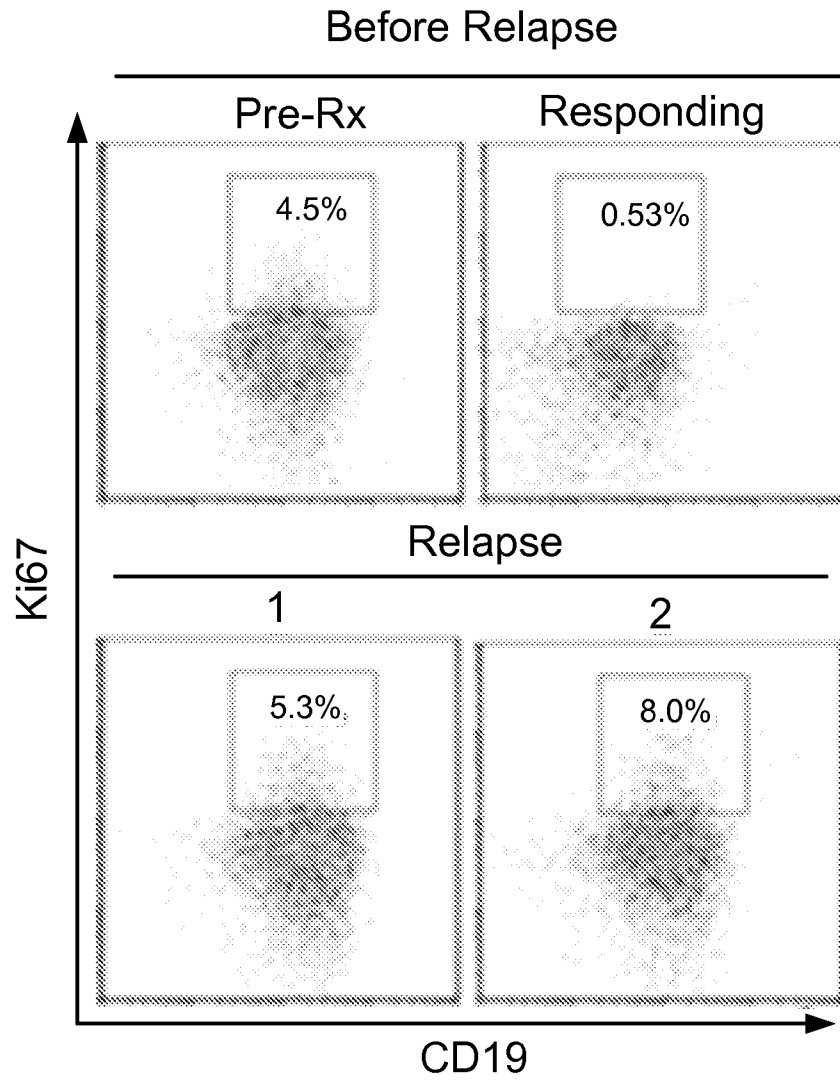 Before Relapse
Pre-Rx
Responding
4.5%
0.53%
Relapse
1
2
5.3%
8.0%
Ki67
CD19